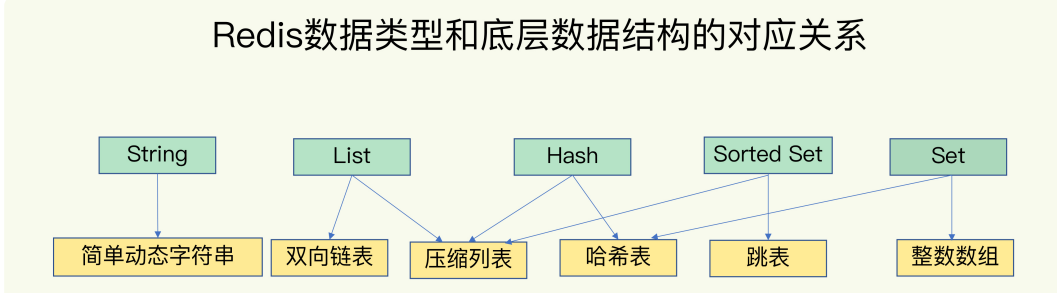 Redis数据类型和底层数据结构的对应关系
String
List
Hash
Sorted Set
Set
简单动态字符串
双向链表
压缩列表
哈希表
跳表
整数数组